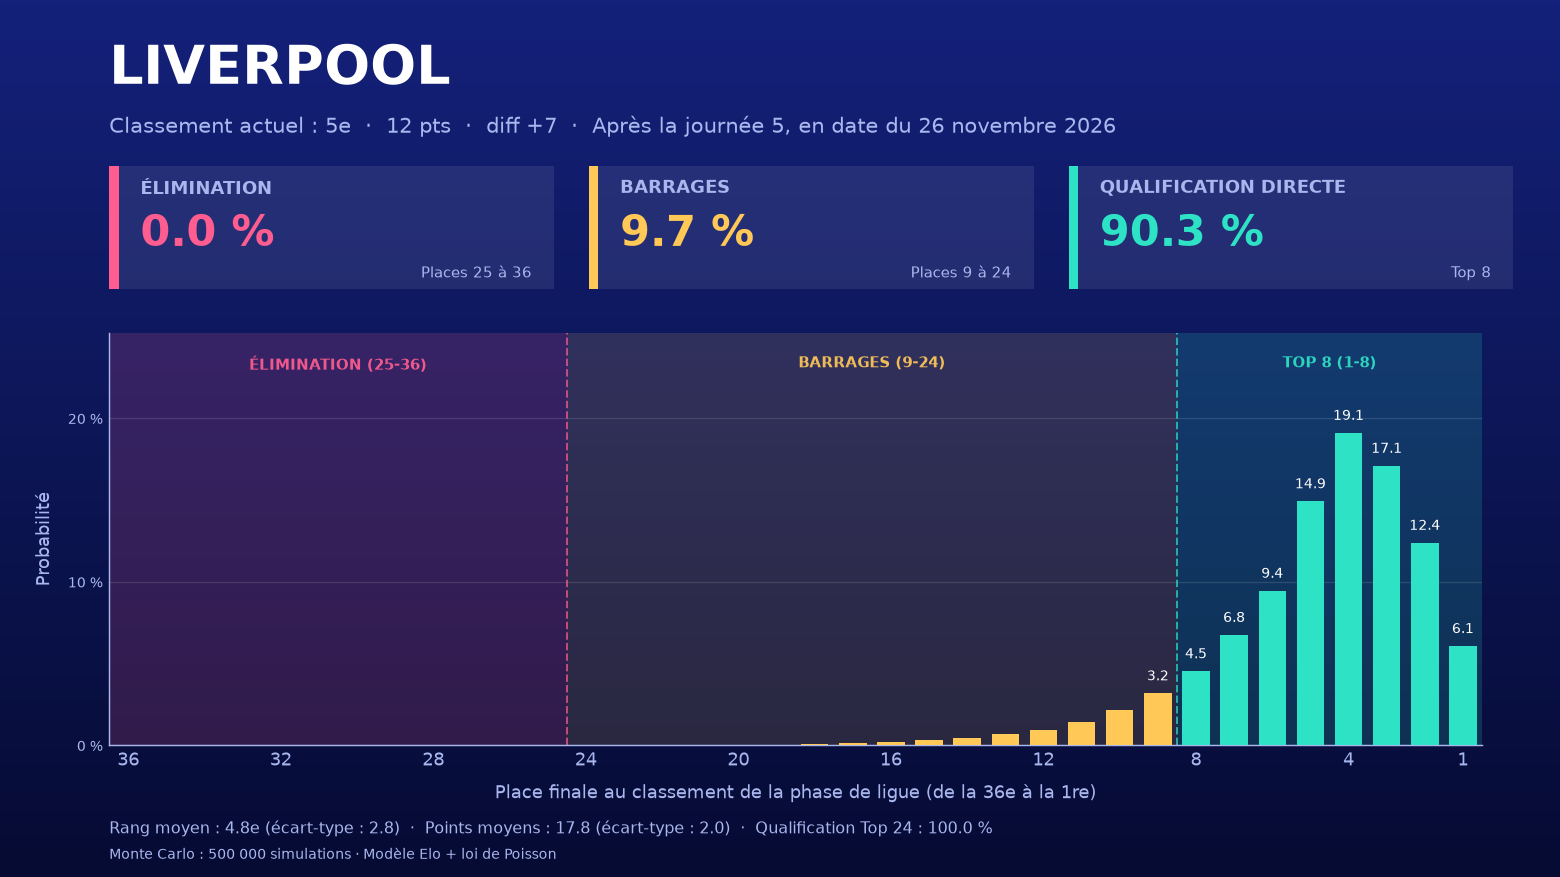 LIVERPOOL
Classement actuel : 5e · 12 pts · diff +7 · Après la journée 5, en date du 26 novembre 2026
ÉLIMINATION
0.0 %
Places 25 à 36
BARRAGES
9.7 %
Places 9 à 24
QUALIFICATION DIRECTE
90.3 %
Top 8
ÉLIMINATION (25-36)
BARRAGES (9-24)
TOP 8 (1-8)
20 %
10 %
0 %
Probabilité
3.2
4.5
6.8
9.4
14.9
19.1
17.1
12.4
6.1
36 32 28 24 20 16 12 8 4 1
Place finale au classement de la phase de ligue (de la 36e à la 1re)
Rang moyen : 4.8e (écart-type : 2.8) · Points moyens : 17.8 (écart-type : 2.0) · Qualification Top 24 : 100.0 %
Monte Carlo : 500 000 simulations · Modèle Elo + loi de Poisson